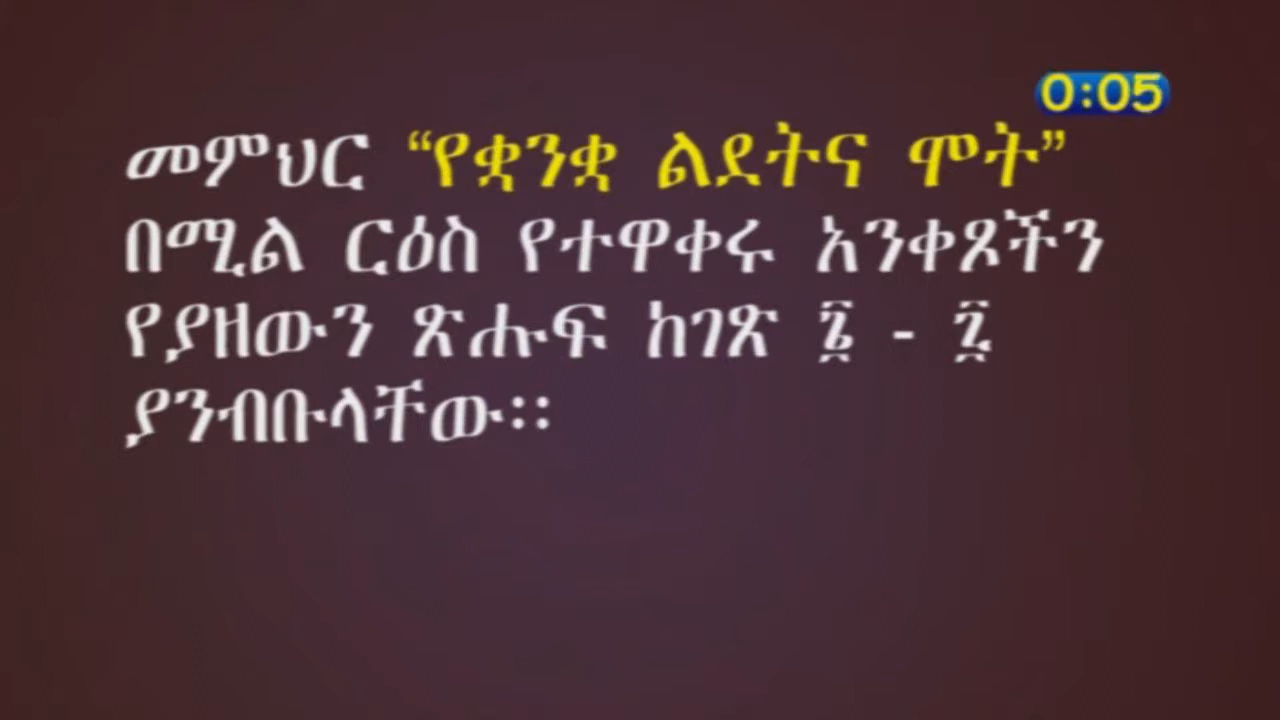 0:05
መምህር “የቋንቋ ልደትና ሞት”
በሚል ርዕስ የተዋቀሩ አንቀጾችን
የያዘውን ጽሑፍ ከገጽ ፮ - ፯
ያንብቡላቸው፡፡